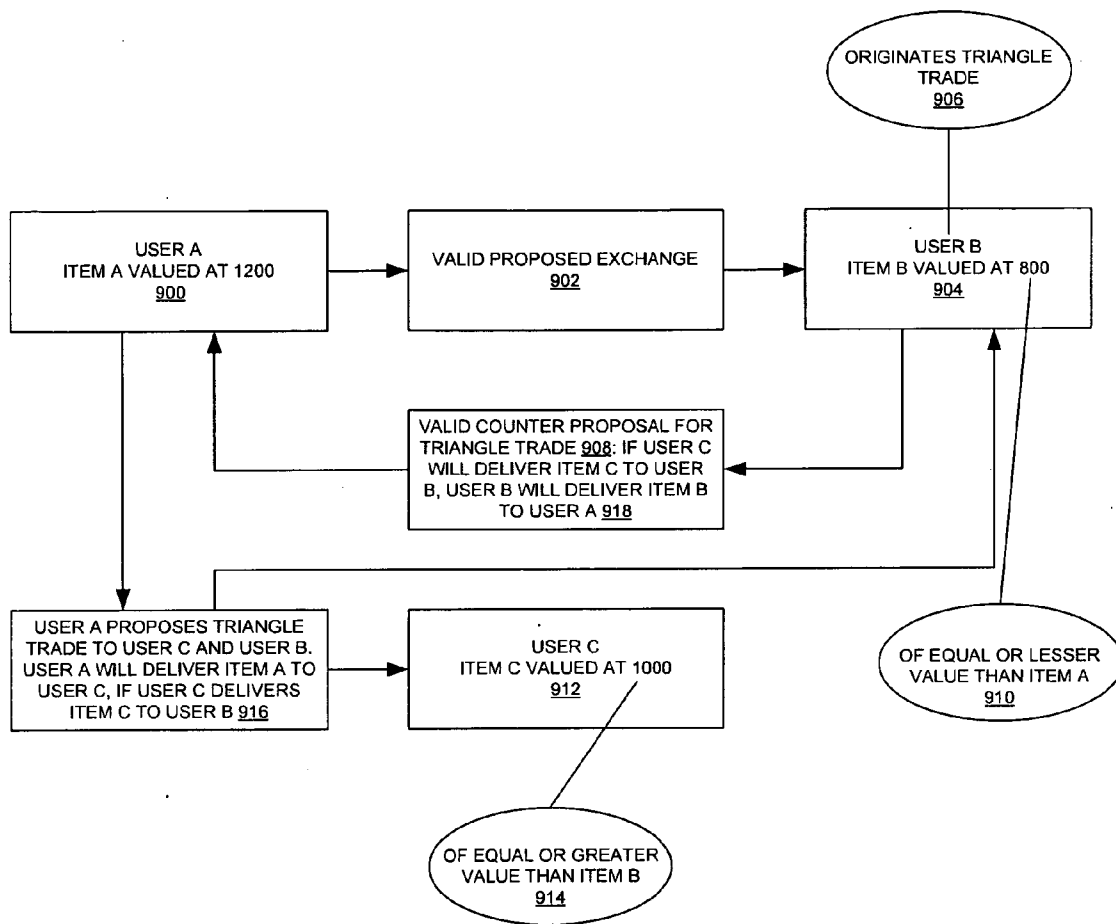 ORIGINATES TRIANGLE
TRADE
906
USER A
ITEM A VALUED AT 1200
900
VALID PROPOSED EXCHANGE
902
USER B
ITEM B VALUED AT 800
904
VALID COUNTER PROPOSAL FOR
TRIANGLE TRADE 908: IF USER C
WILL DELIVER ITEM C TO USER
B, USER B WILL DELIVER ITEM B
TO USER A 918
USER A PROPOSES TRIANGLE
TRADE TO USER C AND USER B.
USER A WILL DELIVER ITEM A TO
USER C, IF USER C DELIVERS
ITEM C TO USER B 916
USER C
ITEM C VALUED AT 1000
912
OF EQUAL OR LESSER
VALUE THAN ITEM A
910
OF EQUAL OR GREATER
VALUE THAN ITEM B
914